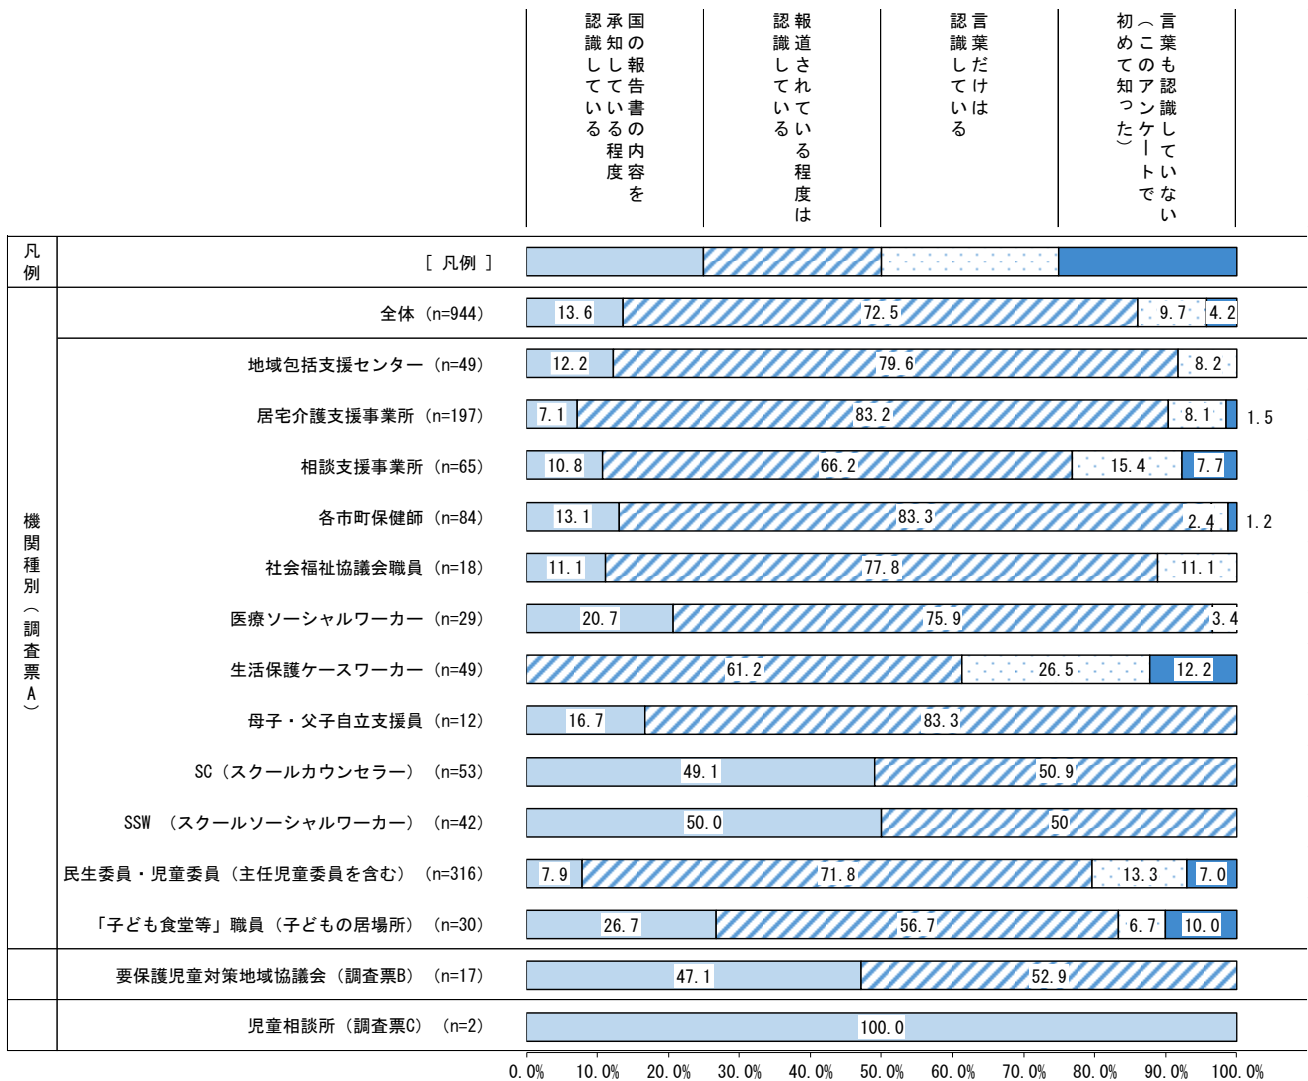 国の報告書の内容を
承知している程度
認識している
報道されている程度は
認識している
言葉だけは
認識している
言葉も認識していない
（このアンケートで
初めて知った）
凡例
[ 凡例 ]
機関種別（調査票A）
全体（n=944）
13.6 72.5 9.7 4.2
地域包括支援センター（n=49）
12.2 79.6 8.2
居宅介護支援事業所（n=197）
7.1 83.2 8.1 1.5
相談支援事業所（n=65）
10.8 66.2 15.4 7.7
各市町保健師（n=84）
13.1 83.3 2.4 1.2
社会福祉協議会職員（n=18）
11.1 77.8 11.1
医療ソーシャルワーカー（n=29）
20.7 75.9 3.4
生活保護ケースワーカー（n=49）
61.2 26.5 12.2
母子・父子自立支援員（n=12）
16.7 83.3
SC（スクールカウンセラー）（n=53）
49.1 50.9
SSW （スクールソーシャルワーカー）（n=42）
50.0 50
民生委員・児童委員（主任児童委員を含む）（n=316）
7.9 71.8 13.3 7.0
「子ども食堂等」職員（子どもの居場所）（n=30）
26.7 56.7 6.7 10.0
要保護児童対策地域協議会（調査票B）（n=17）
47.1 52.9
児童相談所（調査票C）（n=2）
100.0
0.0% 10.0% 20.0% 30.0% 40.0% 50.0% 60.0% 70.0% 80.0% 90.0% 100.0%